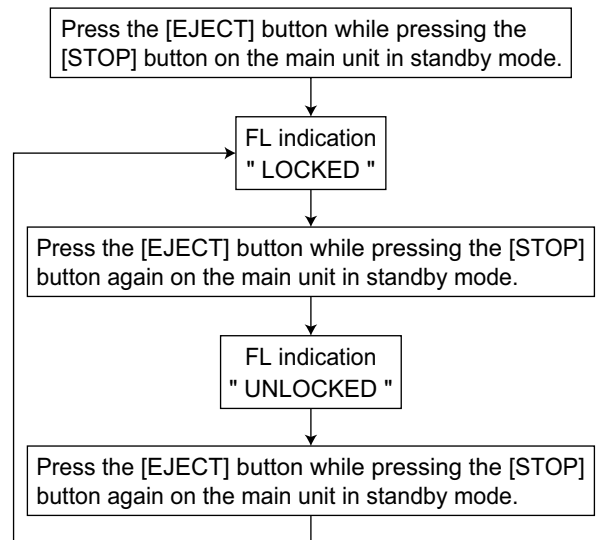 Press the [EJECT] button while pressing the
[STOP] button on the main unit in standby mode.
FL indication
" LOCKED "
Press the [EJECT] button while pressing the [STOP]
button again on the main unit in standby mode.
FL indication
" UNLOCKED "
Press the [EJECT] button while pressing the [STOP]
button again on the main unit in standby mode.